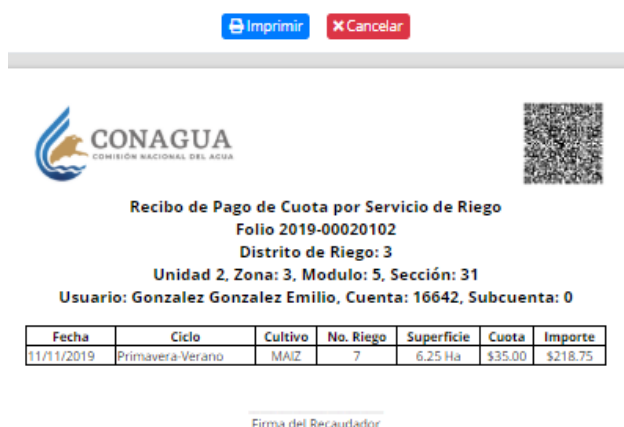 Imprimir Cancelar
CONAGUA
COMISIÓN NACIONAL DEL AGUA
Recibo de Pago de Cuota por Servicio de Riego
Folio 2019-00020102
Distrito de Riego: 3
Unidad 2, Zona: 3, Modulo: 5, Sección: 31
Usuario: Gonzalez Gonzalez Emilio, Cuenta: 16642, Subcuenta: 0
Fecha Ciclo Cultivo No. Riego Superficie Cuota Importe
11/11/2019 Primavera-Verano MAIZ 7 6.25 Ha $35.00 $218.75
Firma del Recaudador